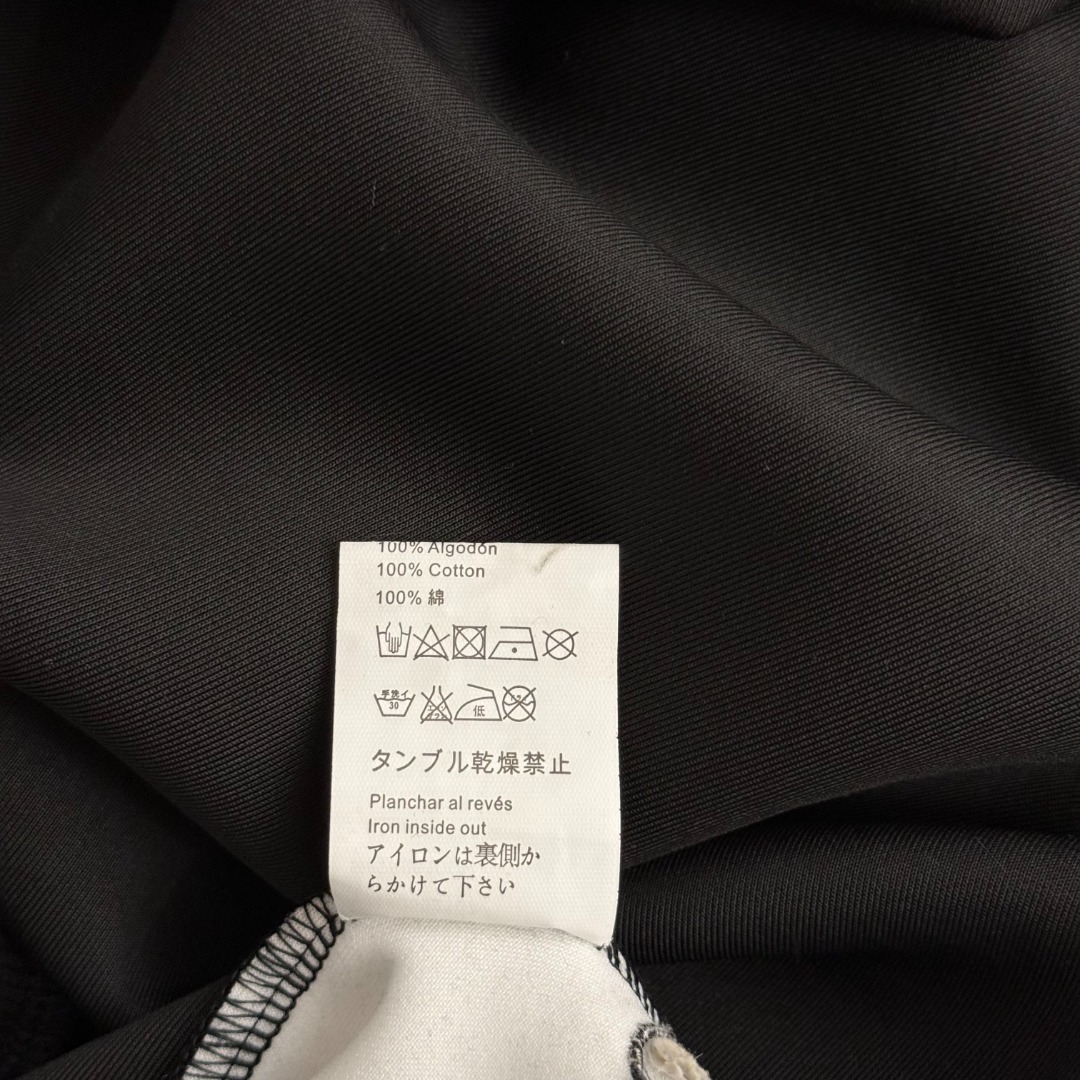 100% Algodón
100% Cotton
100% 綿
手洗イ
30
低
タンブル乾燥禁止
Planchar al revés
Iron inside out
アイロンは裏側か
らかけて下さい